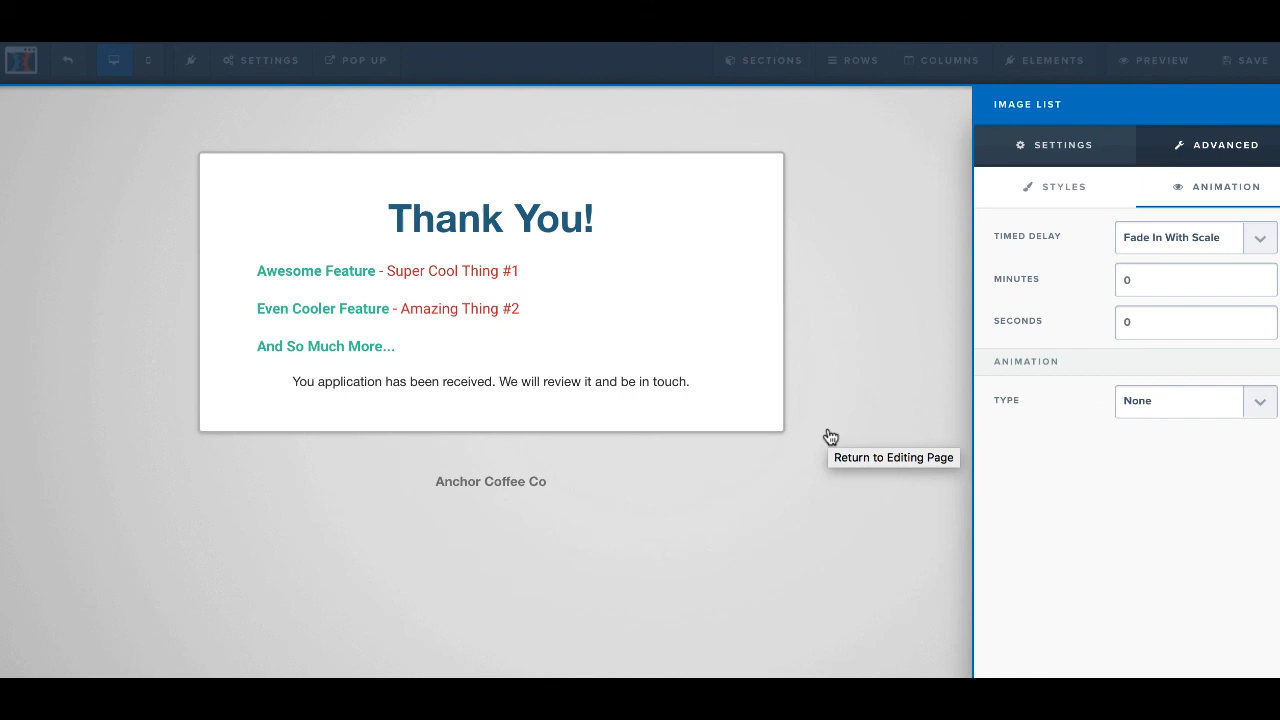 SETTINGS
POP UP
SECTIONS
ROWS
COLUMNS
ELEMENTS
PREVIEW
SAVE
IMAGE LIST
SETTINGS
ADVANCED
STYLES
ANIMATION
TIMED DELAY
Fade In With Scale
MINUTES
0
SECONDS
0
ANIMATION
TYPE
None
Thank You!
Awesome Feature - Super Cool Thing #1
Even Cooler Feature - Amazing Thing #2
And So Much More...
You application has been received. We will review it and be in touch.
Return to Editing Page
Anchor Coffee Co